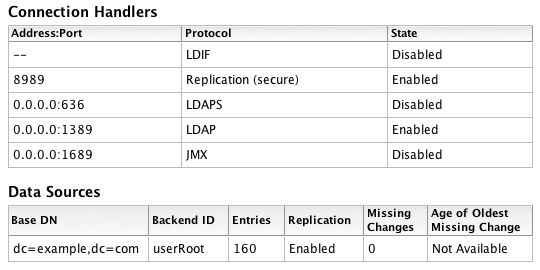 Connection Handlers
Address:Port Protocol State
-- LDIF Disabled
8989 Replication (secure) Enabled
0.0.0.0:636 LDAPS Disabled
0.0.0.0:1389 LDAP Enabled
0.0.0.0:1689 JMX Disabled
Data Sources
Base DN Backend ID Entries Replication Missing Changes Age of Oldest Missing Change
dc=example,dc=com userRoot 160 Enabled 0 Not Available